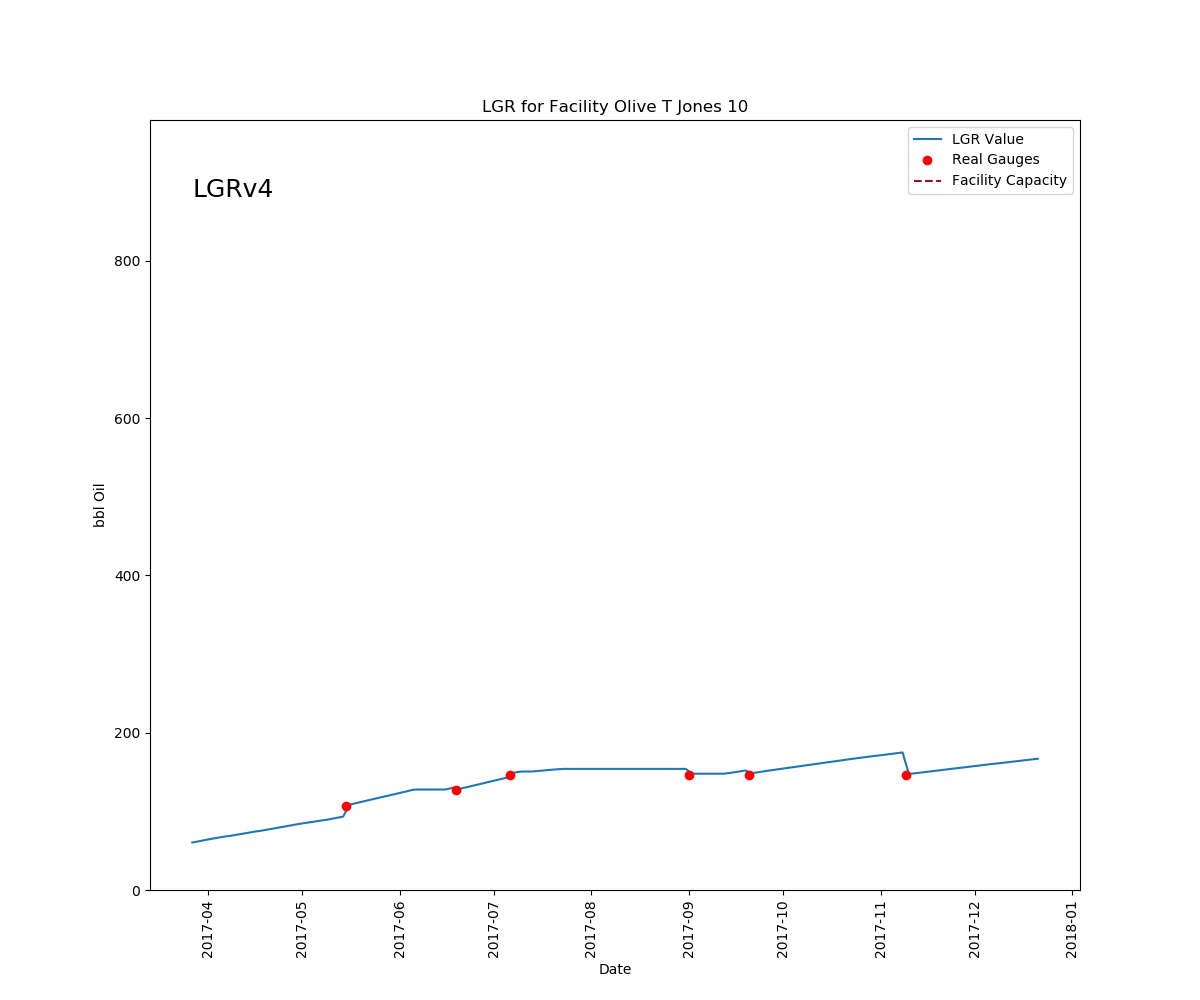 LGR for Facility Olive T Jones 10
LGR Value
Real Gauges
Facility Capacity
LGRv4
800
600
400
200
0
bbl Oil
2017-04
2017-05
2017-06
2017-07
2017-08
2017-09
2017-10
2017-11
2017-12
2018-01
Date